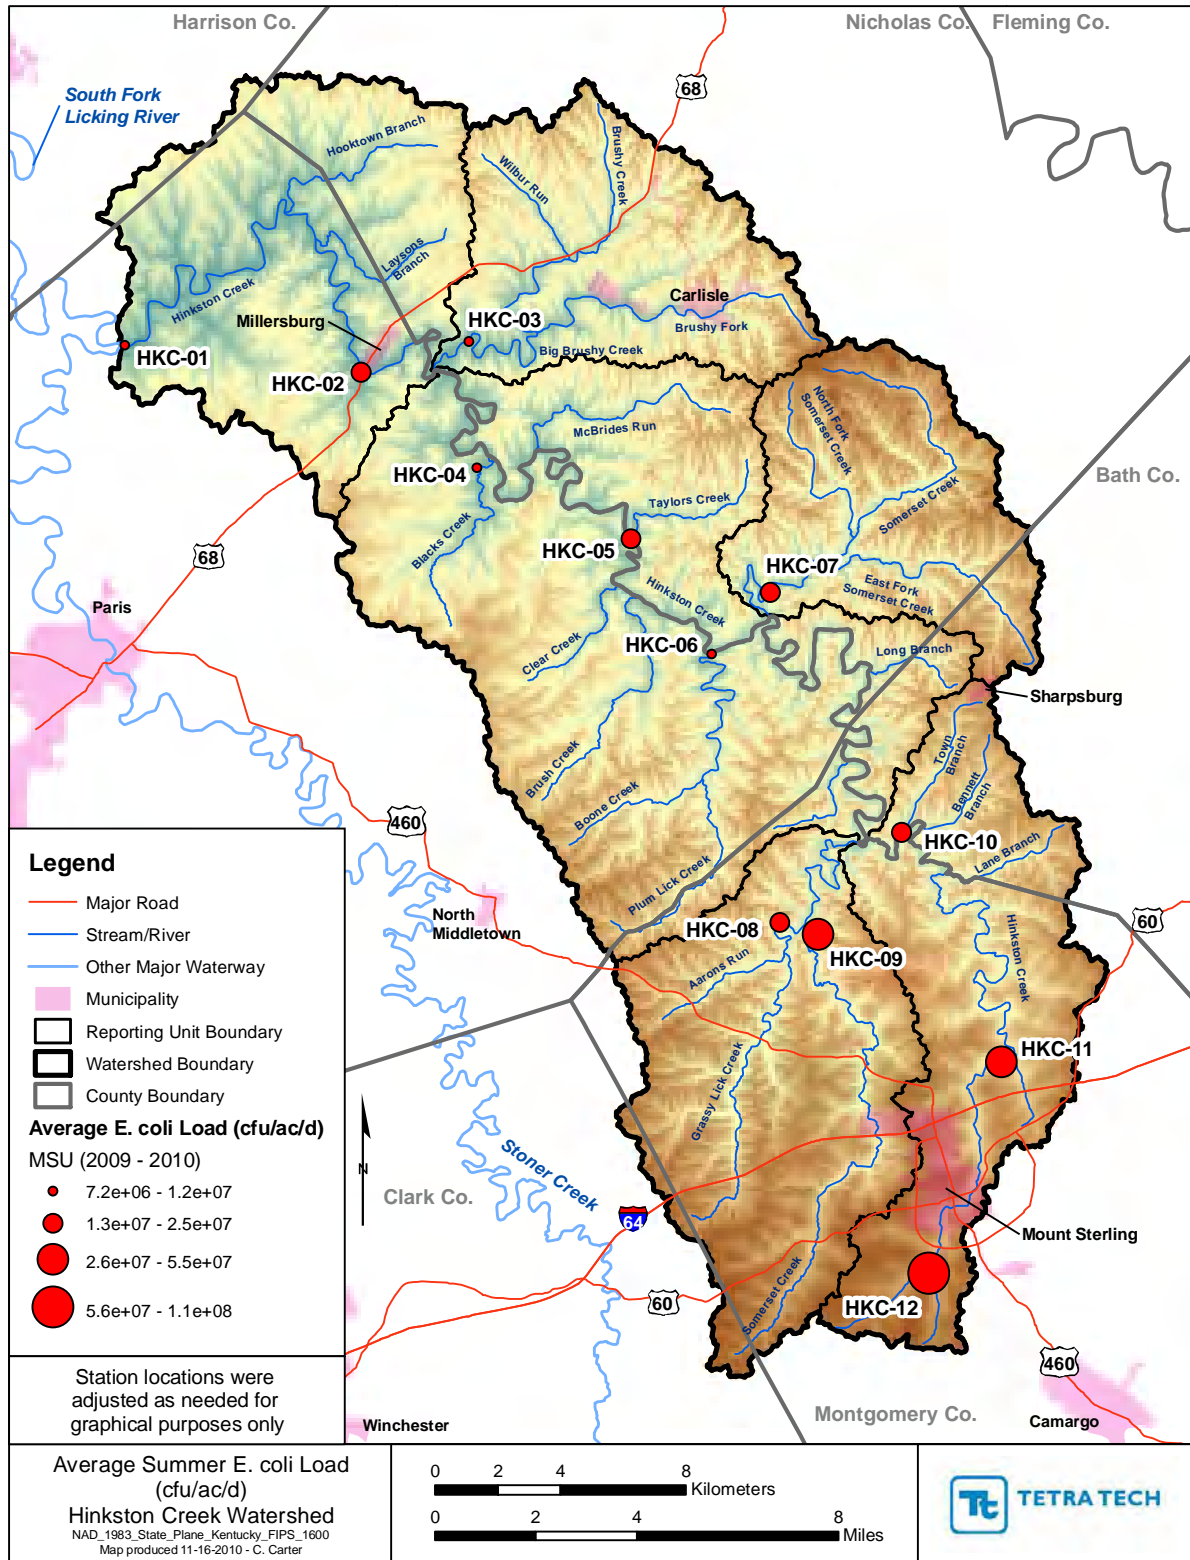 Harrison Co.
Nicholas Co.
Fleming Co.
68
South Fork
Licking River
Hooktown Branch
Wilbur Run
Brushy Creek
Laysons
Branch
Hinkston Creek
Millersburg
HKC-01
HKC-02
HKC-03
Carlisle
Brushy Fork
Big Brushy Creek
McBrides Run
North Fork
Somerset Creek
Bath Co.
HKC-04
Taylors Creek
Somerset Creek
Blacks Creek
HKC-05
HKC-07
68
East Fork
Somerset Creek
Paris
Hinkston Creek
HKC-06
Clear Creek
Long Branch
Sharpsburg
Town
Branch
Bennett
Branch
Brush Creek
Boone Creek
460
HKC-10
Lane Branch
Plum Lick Creek
North
Middletown
HKC-08
HKC-09
60
Aarons Run
Hinkston Creek
HKC-11
Grassy Lick Creek
Stoner Creek
Clark Co.
64
Mount Sterling
60
Somerset Creek
HKC-12
460
Montgomery Co.
Camargo
Winchester
Legend
Major Road
Stream/River
Other Major Waterway
Municipality
Reporting Unit Boundary
Watershed Boundary
County Boundary
Average E. coli Load (cfu/ac/d)
MSU (2009 - 2010)
7.2e+06 - 1.2e+07
1.3e+07 - 2.5e+07
2.6e+07 - 5.5e+07
5.6e+07 - 1.1e+08
N
Station locations were
adjusted as needed for
graphical purposes only
Average Summer E. coli Load
(cfu/ac/d)
Hinkston Creek Watershed
NAD_1983_State_Plane_Kentucky_FIPS_1600
Map produced 11-16-2010 - C. Carter
0 2 4 8
Kilometers
0 2 4 8
Miles
Tt
TETRA TECH